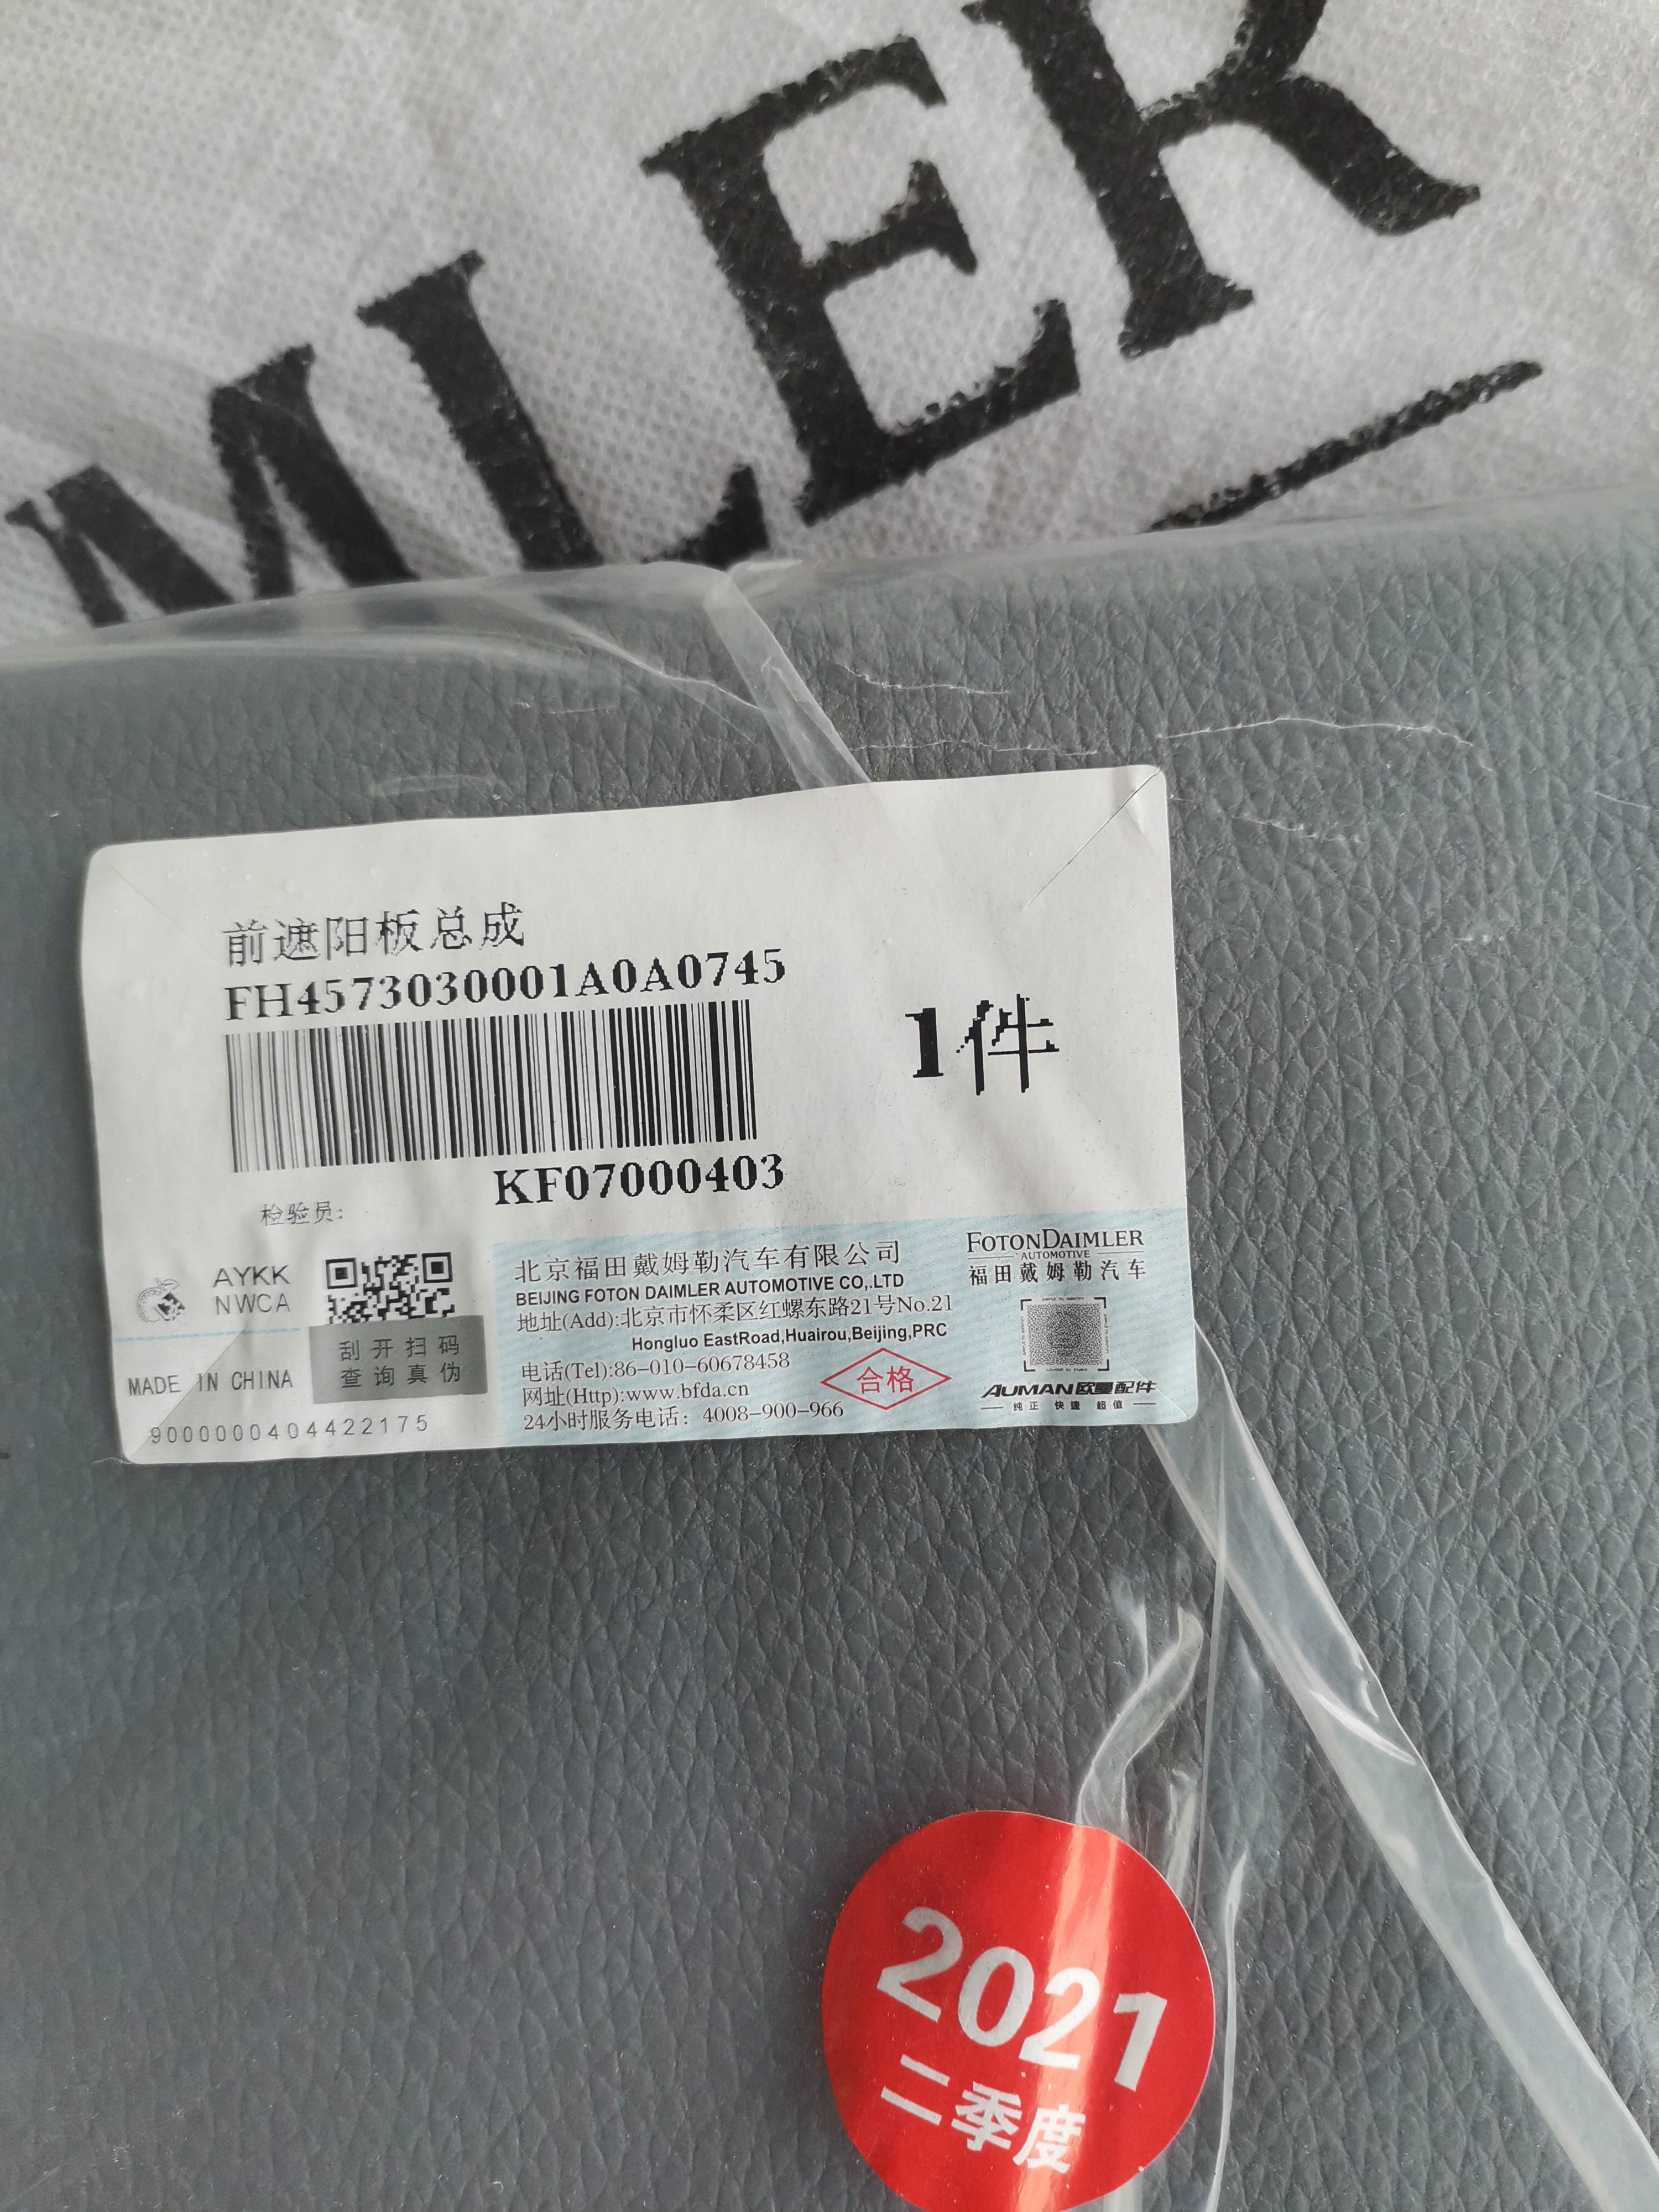 MLER
前遮阳板总成
FH4573030001A0A0745
1件
KF07000403
检验员:
AYKK
NWCA
刮开扫码
查询真伪
MADE IN CHINA
9000000404422175
北京福田戴姆勒汽车有限公司
BEIJING FOTON DAIMLER AUTOMOTIVE CO,.LTD
地址(Add):北京市怀柔区红螺东路21号No.21
Hongluo EastRoad,Huairou,Beijing,PRC
电话(Tel):86-010-60678458
网址(Http):www.bfda.cn
24小时服务电话: 4008-900-966
合格
FOTONDAIMLER
AUTOMOTIVE
福田戴姆勒汽车
AUMAN欧曼配件
纯正 快捷 超值
2021
二季度